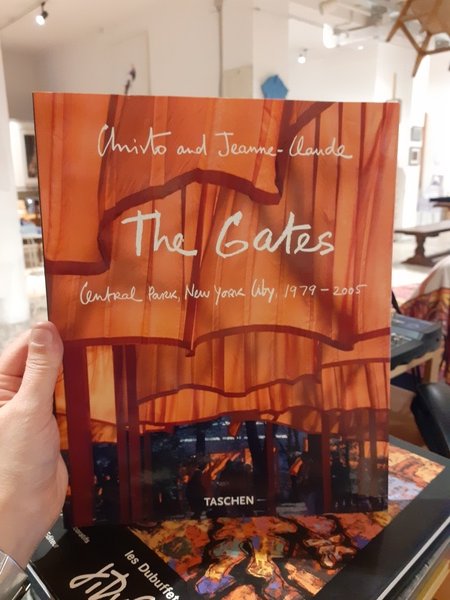 Christo and Jeanne-Claude
The Gates
Central Park, New York City, 1979-2005
TASCHEN
les Dubuffet